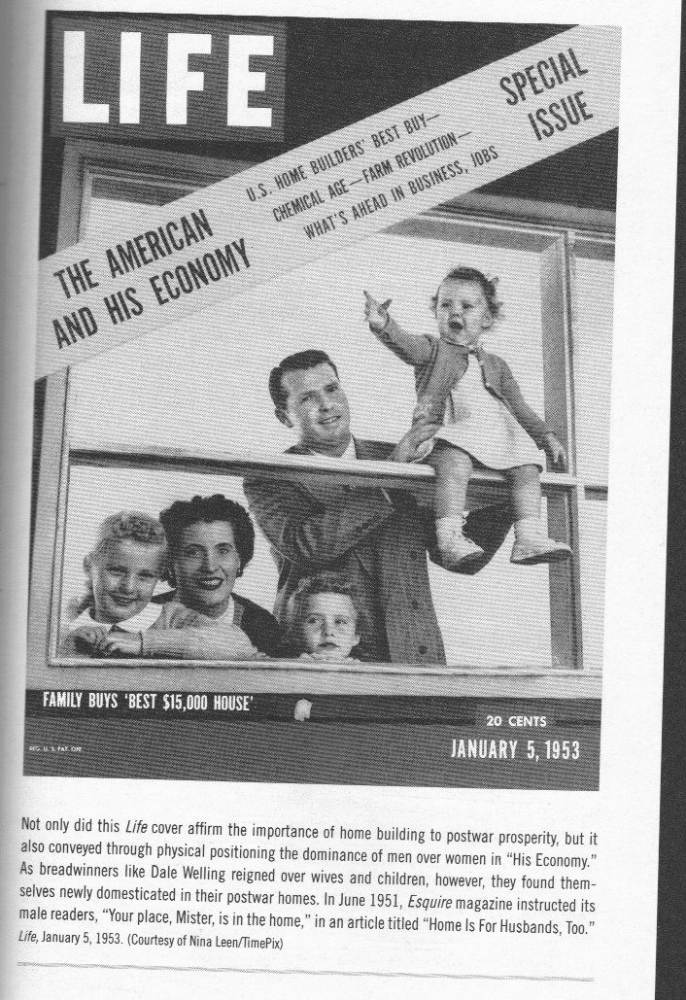 LIFE
SPECIAL
ISSUE
U.S. HOME BUILDERS' BEST BUY—
CHEMICAL AGE—FARM REVOLUTION—
WHAT'S AHEAD IN BUSINESS, JOBS
THE AMERICAN
AND HIS ECONOMY
FAMILY BUYS 'BEST $15,000 HOUSE'
20 CENTS
REG. U. S. PAT. OFF.
JANUARY 5, 1953
Not only did this Life cover affirm the importance of home building to postwar prosperity, but it
also conveyed through physical positioning the dominance of men over women in “His Economy.”
As breadwinners like Dale Welling reigned over wives and children, however, they found them-
selves newly domesticated in their postwar homes. In June 1951, Esquire magazine instructed its
male readers, “Your place, Mister, is in the home,” in an article titled “Home Is For Husbands, Too.”
Life, January 5, 1953. (Courtesy of Nina Leen/TimePix)